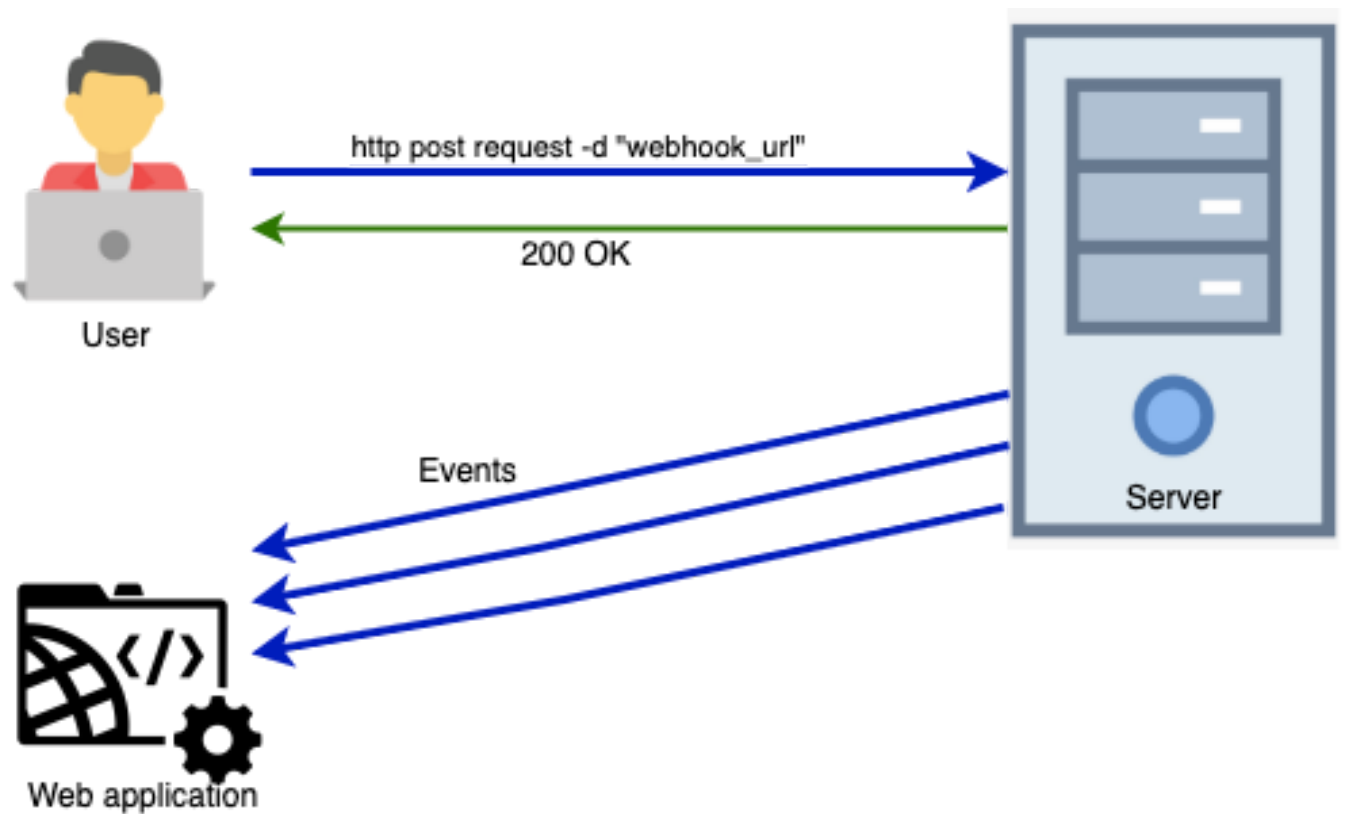 http post request -d "webhook_url"
200 OK
User
Events
Server
</>
Web application